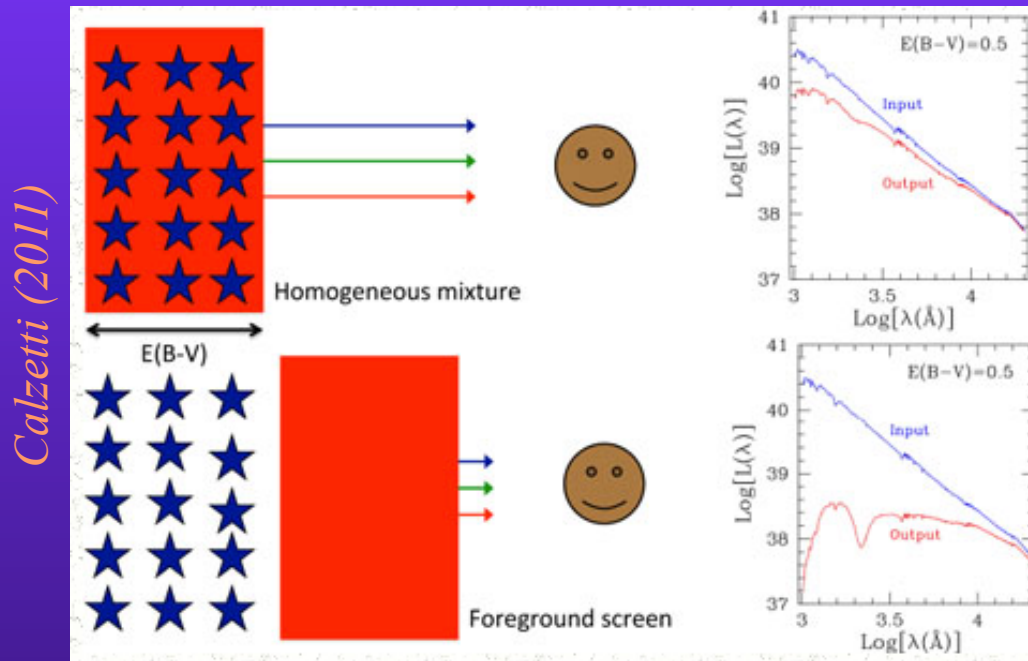 Calzetti (2011)
Homogeneous mixture
E(B-V)
Foreground screen
41
40
39
38
37
Log[L(λ)]
E(B−V)=0.5
Input
Output
3
3.5
4
Log[λ(Å)]
41
40
39
38
37
Log[L(λ)]
E(B−V)=0.5
Input
Output
3
3.5
4
Log[λ(Å)]